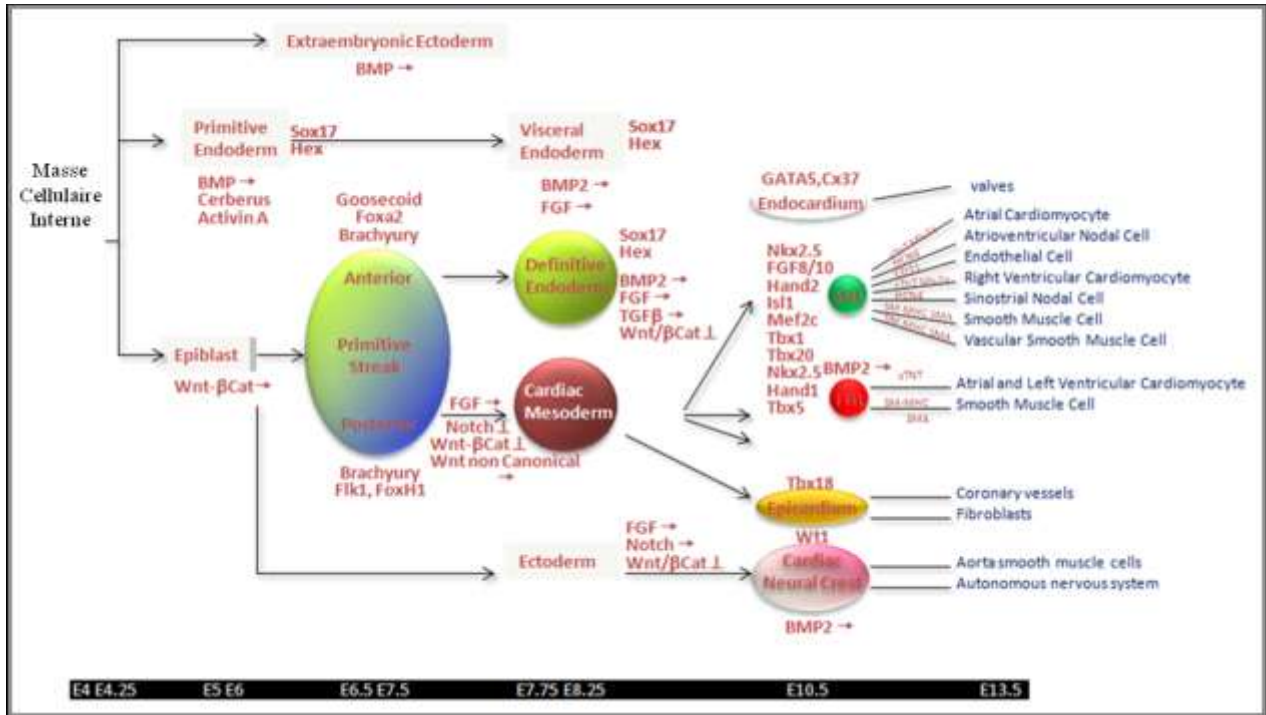 Extraembryonic Ectoderm
BMP →
Primitive
Endoderm
Sox17
Hex
BMP →
Cerberus
Activin A
Visceral
Endoderm
Sox17
Hex
BMP2 →
FGF →
Masse
Cellulaire
Interne
Goosecoid
Foxa2
Brachyury
Anterior
Primitive
Streak
Posterior
Brachyury
Flk1, FoxH1
Definitive
Endoderm
Sox17
Hex
BMP2 →
FGF →
TGFβ →
Wnt/βCat ⊥
Epiblast
Wnt-βCat →
FGF →
Notch ⊥
Wnt-βCat ⊥
Wnt non Canonical
→
Cardiac
Mesoderm
GATA5,Cx37
Endocardium
valves
Nkx2.5
FGF8/10
Hand2
Isl1
Mef2c
Tbx1
Tbx20
Nkx2.5
Hand1
Tbx5
BMP2 →
Atrial Cardiomyocyte
Atrioventricular Nodal Cell
Endothelial Cell
Right Ventricular Cardiomyocyte
Sinostrial Nodal Cell
Smooth Muscle Cell
Vascular Smooth Muscle Cell
cTNT
Atrial and Left Ventricular Cardiomyocyte
SM-MHC
Smooth Muscle Cell
SMA
Tbx18
Epicardium
Wt1
Coronary vessels
Fibroblasts
Ectoderm
FGF →
Notch →
Wnt/βCat ⊥
Cardiac
Neural Crest
BMP2 →
Aorta smooth muscle cells
Autonomous nervous system
E4 E4.25 E5 E6 E6.5 E7.5 E7.75 E8.25 E10.5 E13.5